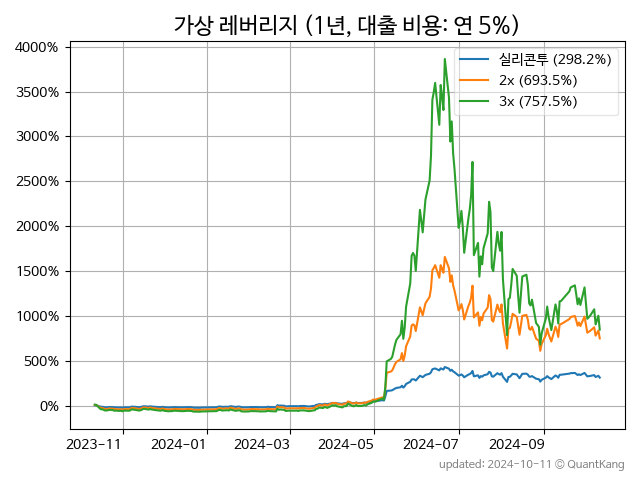 가상 레버리지 (1년, 대출 비용: 연 5%)
4000%
3500%
3000%
2500%
2000%
1500%
1000%
500%
0%
실리콘투 (298.2%)
2x (693.5%)
3x (757.5%)
2023-11 2024-01 2024-03 2024-05 2024-07 2024-09
updated: 2024-10-11 © QuantKang